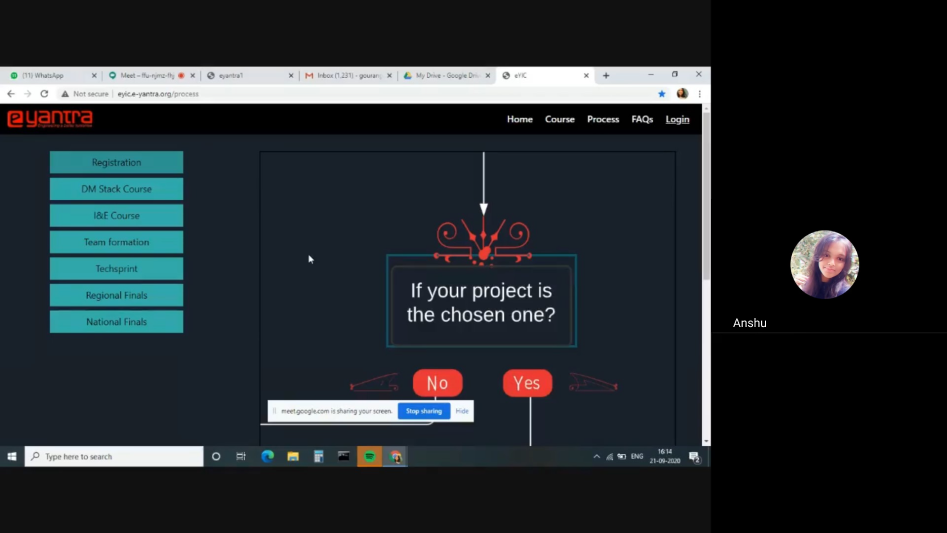 (11) WhatsApp
Meet – ffu-njmz-fhj
eyantra1
Inbox (1,231) - gouran
My Drive - Google Driv
eYIC
Not secure | eyic.e-yantra.org/process
e yantra
Home
Course
Process
FAQs
Login
Registration
DM Stack Course
I&E Course
Team formation
Techsprint
Regional Finals
National Finals
If your project is
the chosen one?
No
Yes
meet.google.com is sharing your screen.
Stop sharing
Hide
Type here to search
ENG
16:14
21-09-2020
Anshu